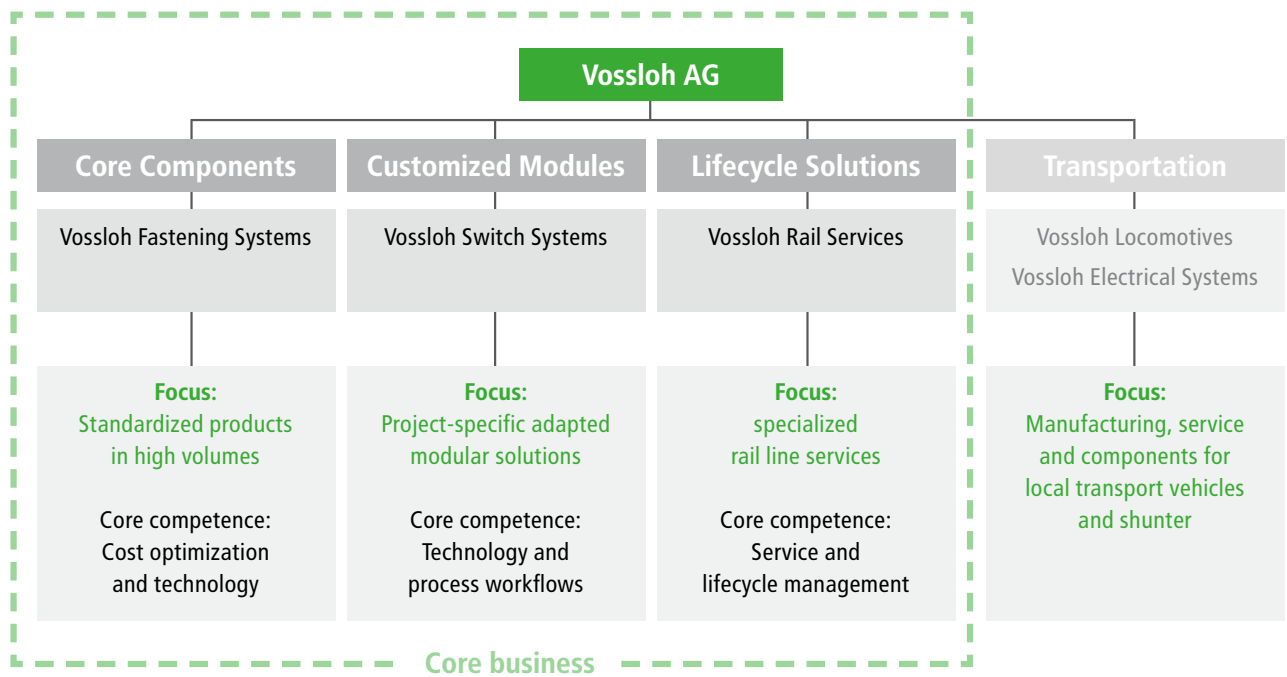 Vossloh AG
Core Components
Vossloh Fastening Systems
Focus:
Standardized products
in high volumes
Core competence:
Cost optimization
and technology
Customized Modules
Vossloh Switch Systems
Focus:
Project-specific adapted
modular solutions
Core competence:
Technology and
process workflows
Lifecycle Solutions
Vossloh Rail Services
Focus:
specialized
rail line services
Core competence:
Service and
lifecycle management
Transportation
Vossloh Locomotives
Vossloh Electrical Systems
Focus:
Manufacturing, service
and components for
local transport vehicles
and shunter
Core business